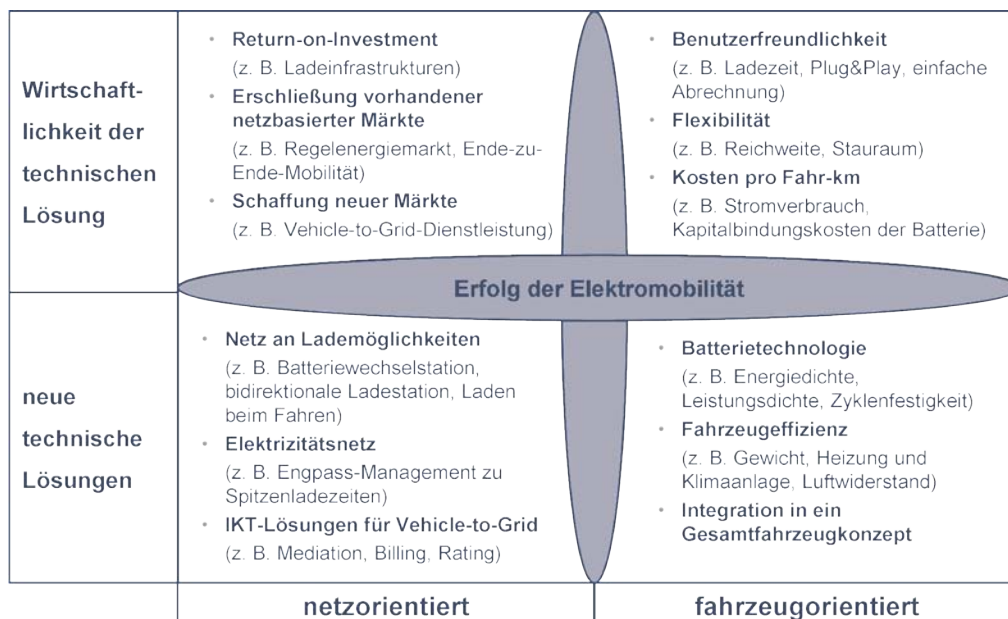 Wirtschaft-
lichkeit der
technischen
Lösung
• Return-on-Investment
(z. B. Ladeinfrastrukturen)
• Erschließung vorhandener
netzbasierter Märkte
(z. B. Regelenergiemarkt, Ende-zu-
Ende-Mobilität)
• Schaffung neuer Märkte
(z. B. Vehicle-to-Grid-Dienstleistung)
• Benutzerfreundlichkeit
(z. B. Ladezeit, Plug&Play, einfache
Abrechnung)
• Flexibilität
(z. B. Reichweite, Stauraum)
• Kosten pro Fahr-km
(z. B. Stromverbrauch,
Kapitalbindungskosten der Batterie)
Erfolg der Elektromobilität
neue
technische
Lösungen
• Netz an Lademöglichkeiten
(z. B. Batteriewechselstation,
bidirektionale Ladestation, Laden
beim Fahren)
• Elektrizitätsnetz
(z. B. Engpass-Management zu
Spitzenladezeiten)
• IKT-Lösungen für Vehicle-to-Grid
(z. B. Mediation, Billing, Rating)
• Batterietechnologie
(z. B. Energiedichte,
Leistungsdichte, Zyklenfestigkeit)
• Fahrzeugeffizienz
(z. B. Gewicht, Heizung und
Klimaanlage, Luftwiderstand)
• Integration in ein
Gesamtfahrzeugkonzept
netzorientiert
fahrzeugorientiert